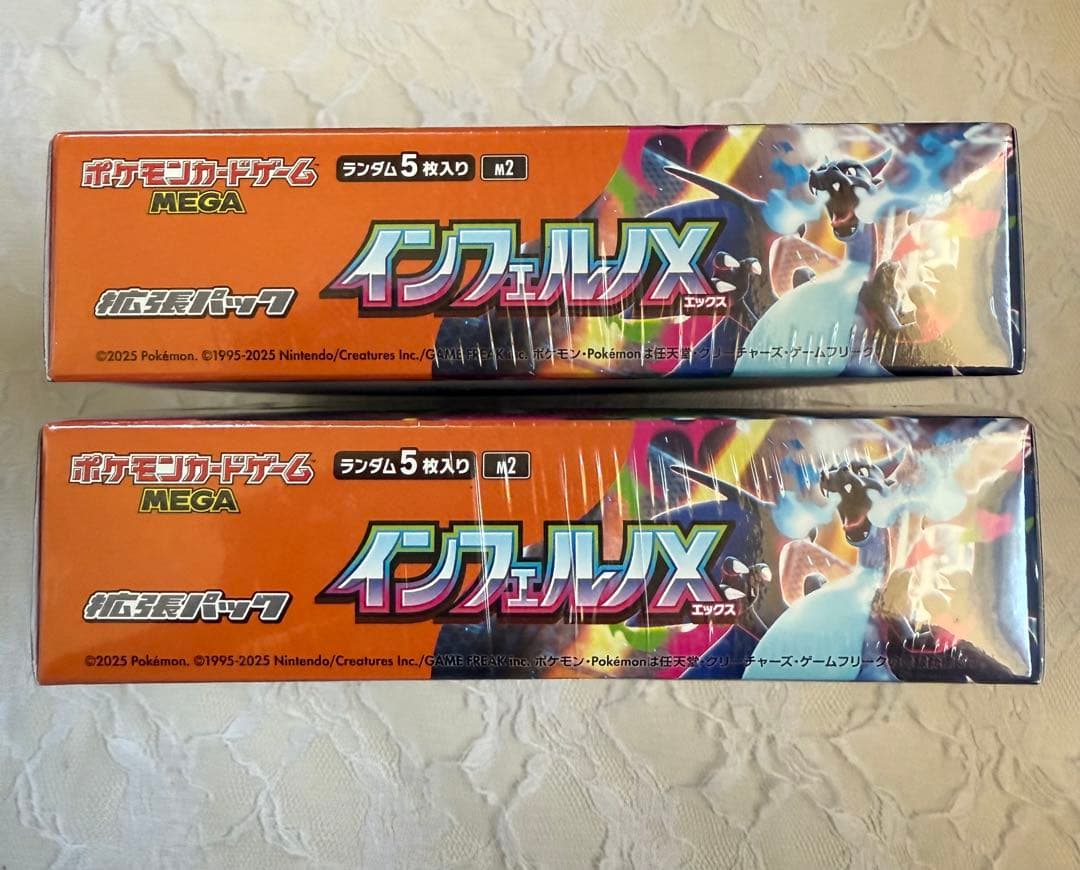 ポケモンカードゲーム
MEGA
ランダム5枚入り M2
インフェルノX
エックス
拡張パック
©2025 Pokémon. ©1995-2025 Nintendo/Creatures Inc./GAME FREAK inc. ポケモン・Pokémonは任天堂・クリーチャーズ・ゲームフリーク
ポケモンカードゲーム
MEGA
ランダム5枚入り M2
インフェルノX
エックス
拡張パック
©2025 Pokémon. ©1995-2025 Nintendo/Creatures Inc./GAME FREAK inc. ポケモン・Pokémonは任天堂・クリーチャーズ・ゲームフリークの